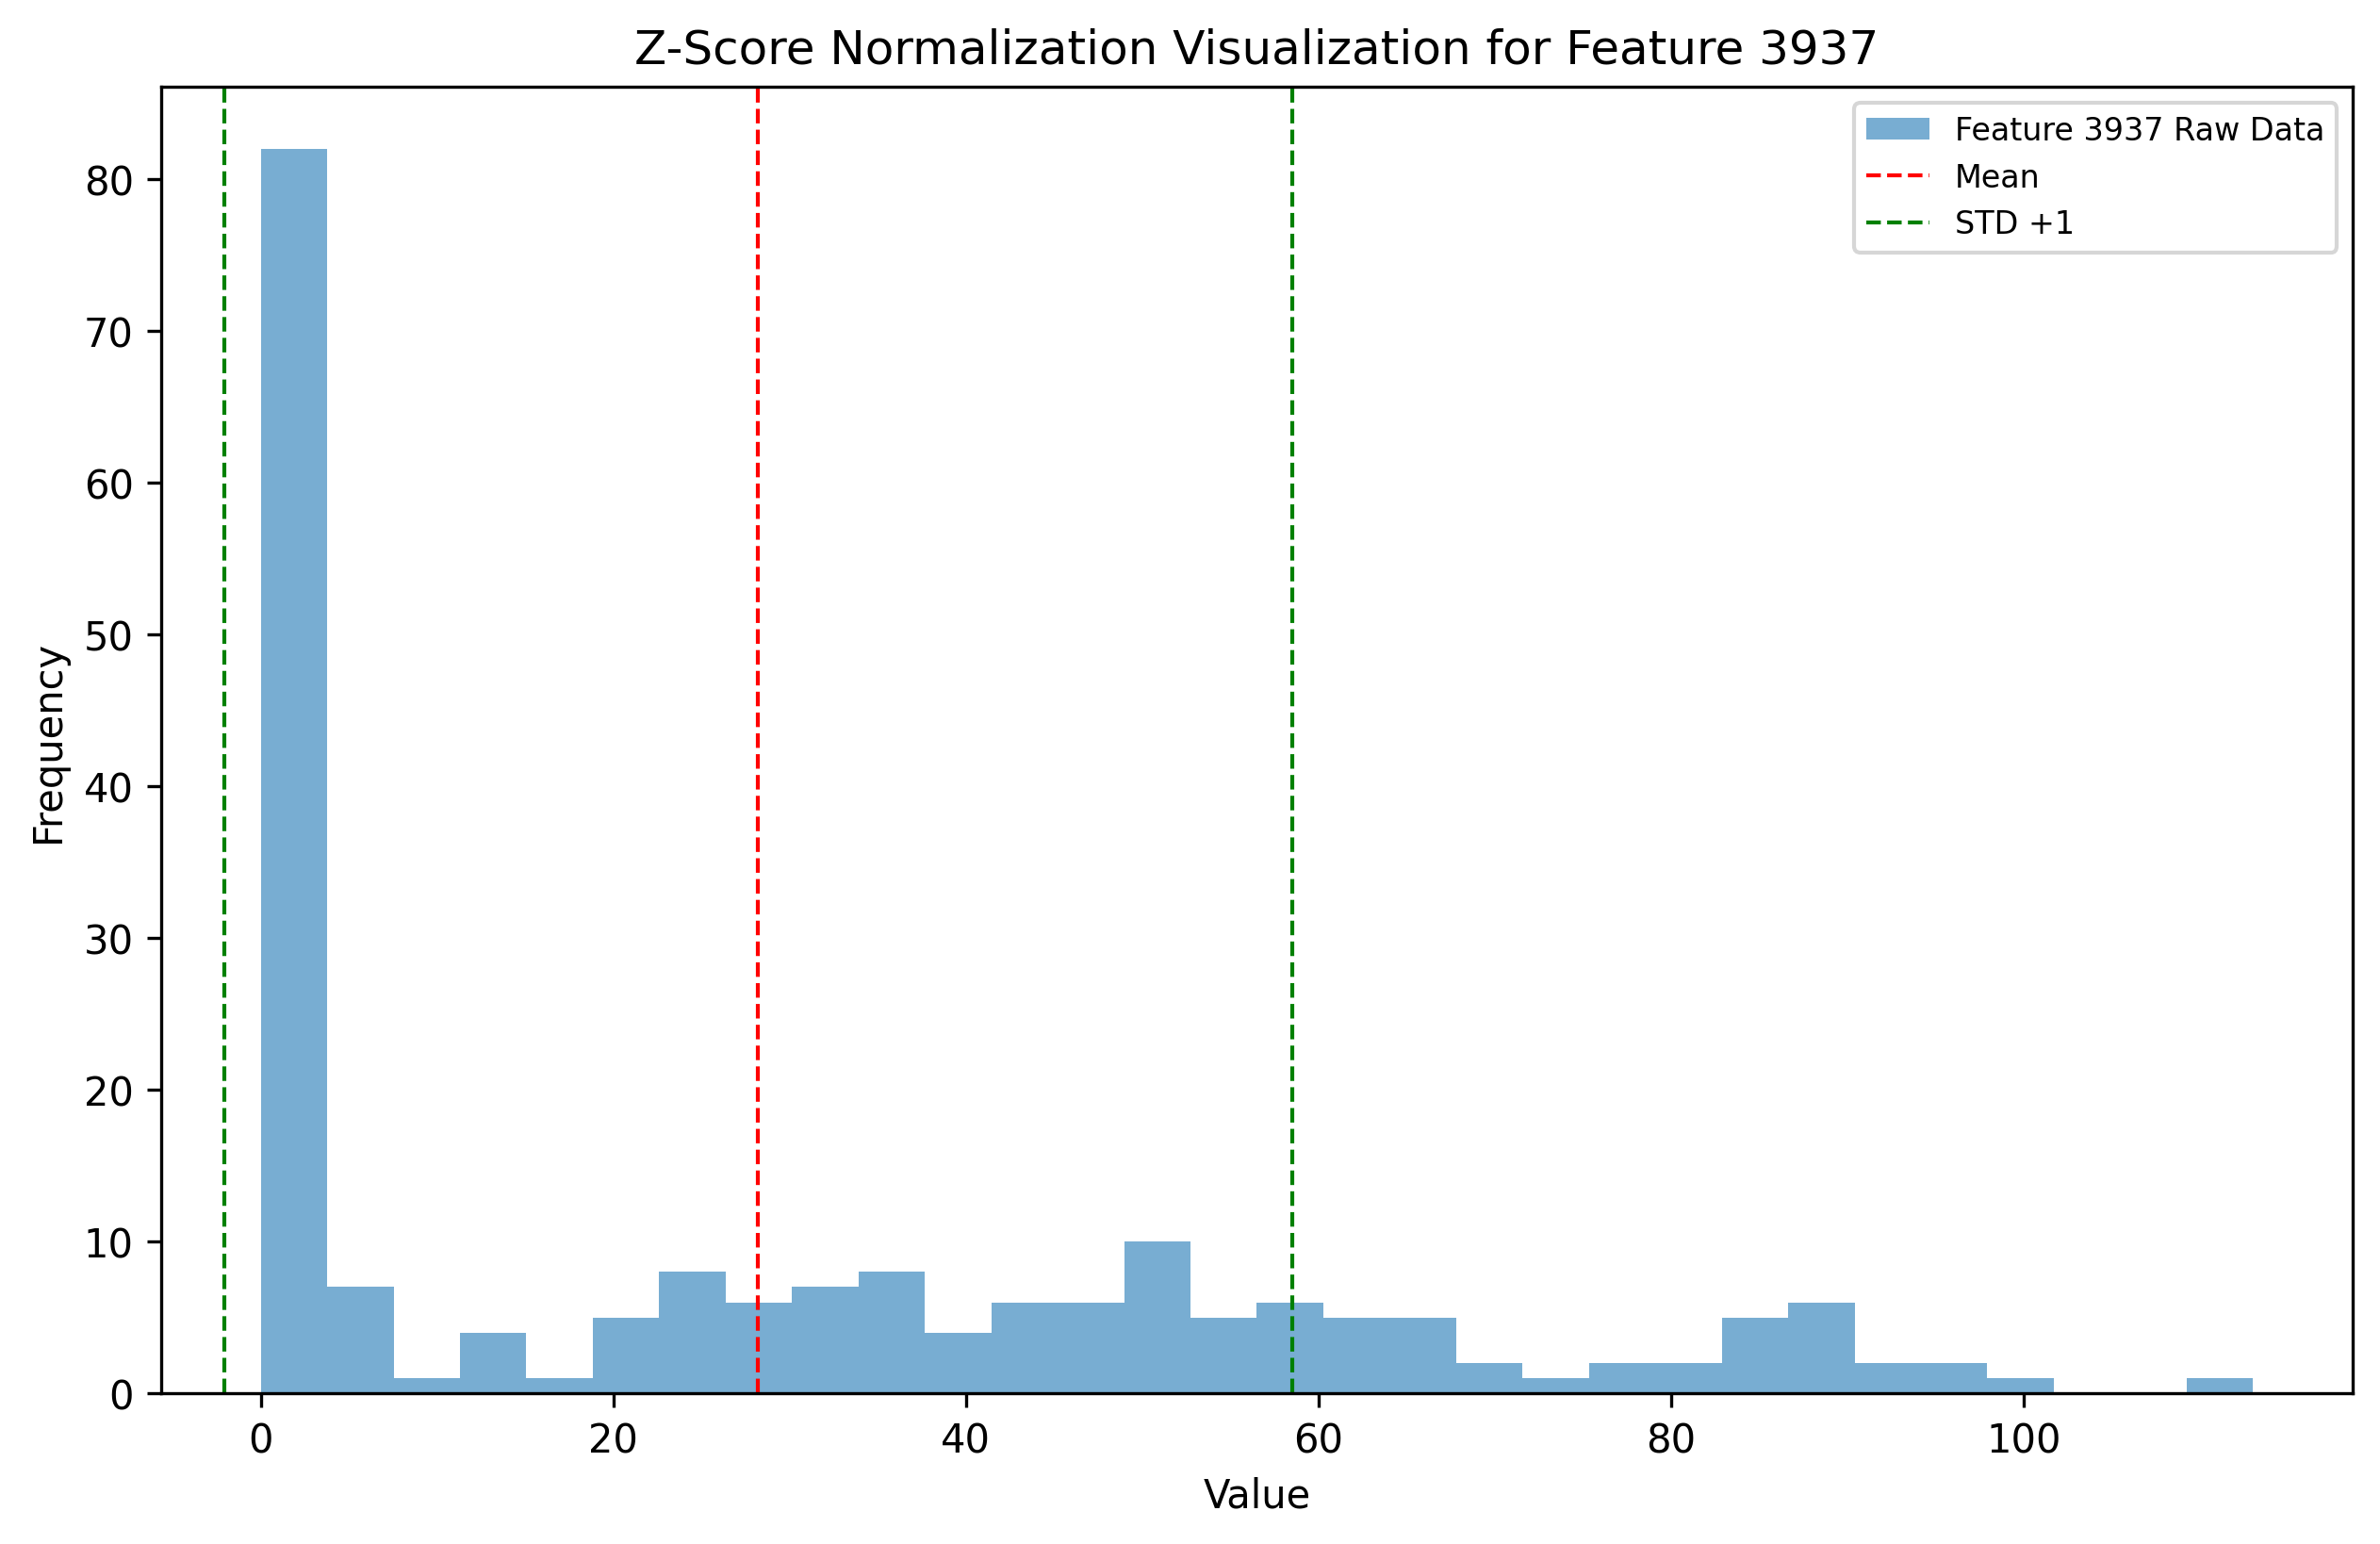 Z-Score Normalization Visualization for Feature 3937
Feature 3937 Raw Data
Mean
STD +1
Frequency
80
70
60
50
40
30
20
10
0
0 20 40 60 80 100
Value